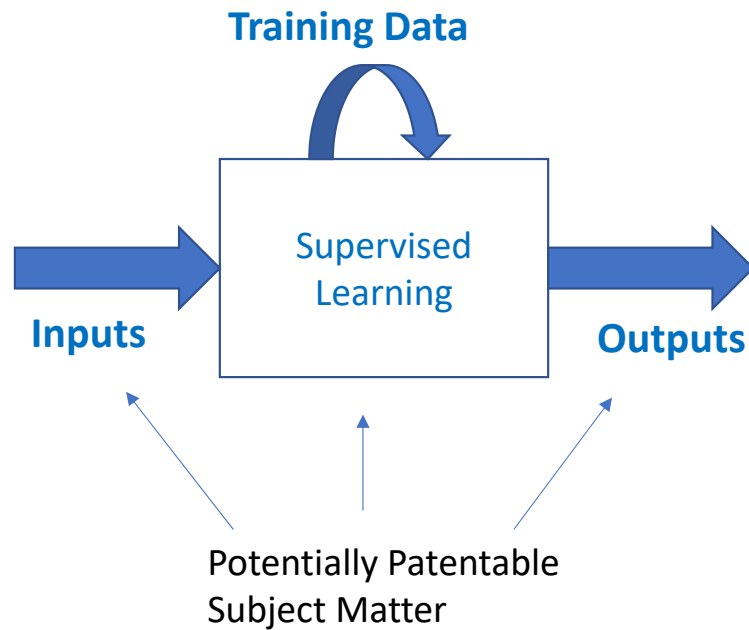 Training Data
Supervised
Learning
Inputs
Outputs
Potentially Patentable
Subject Matter